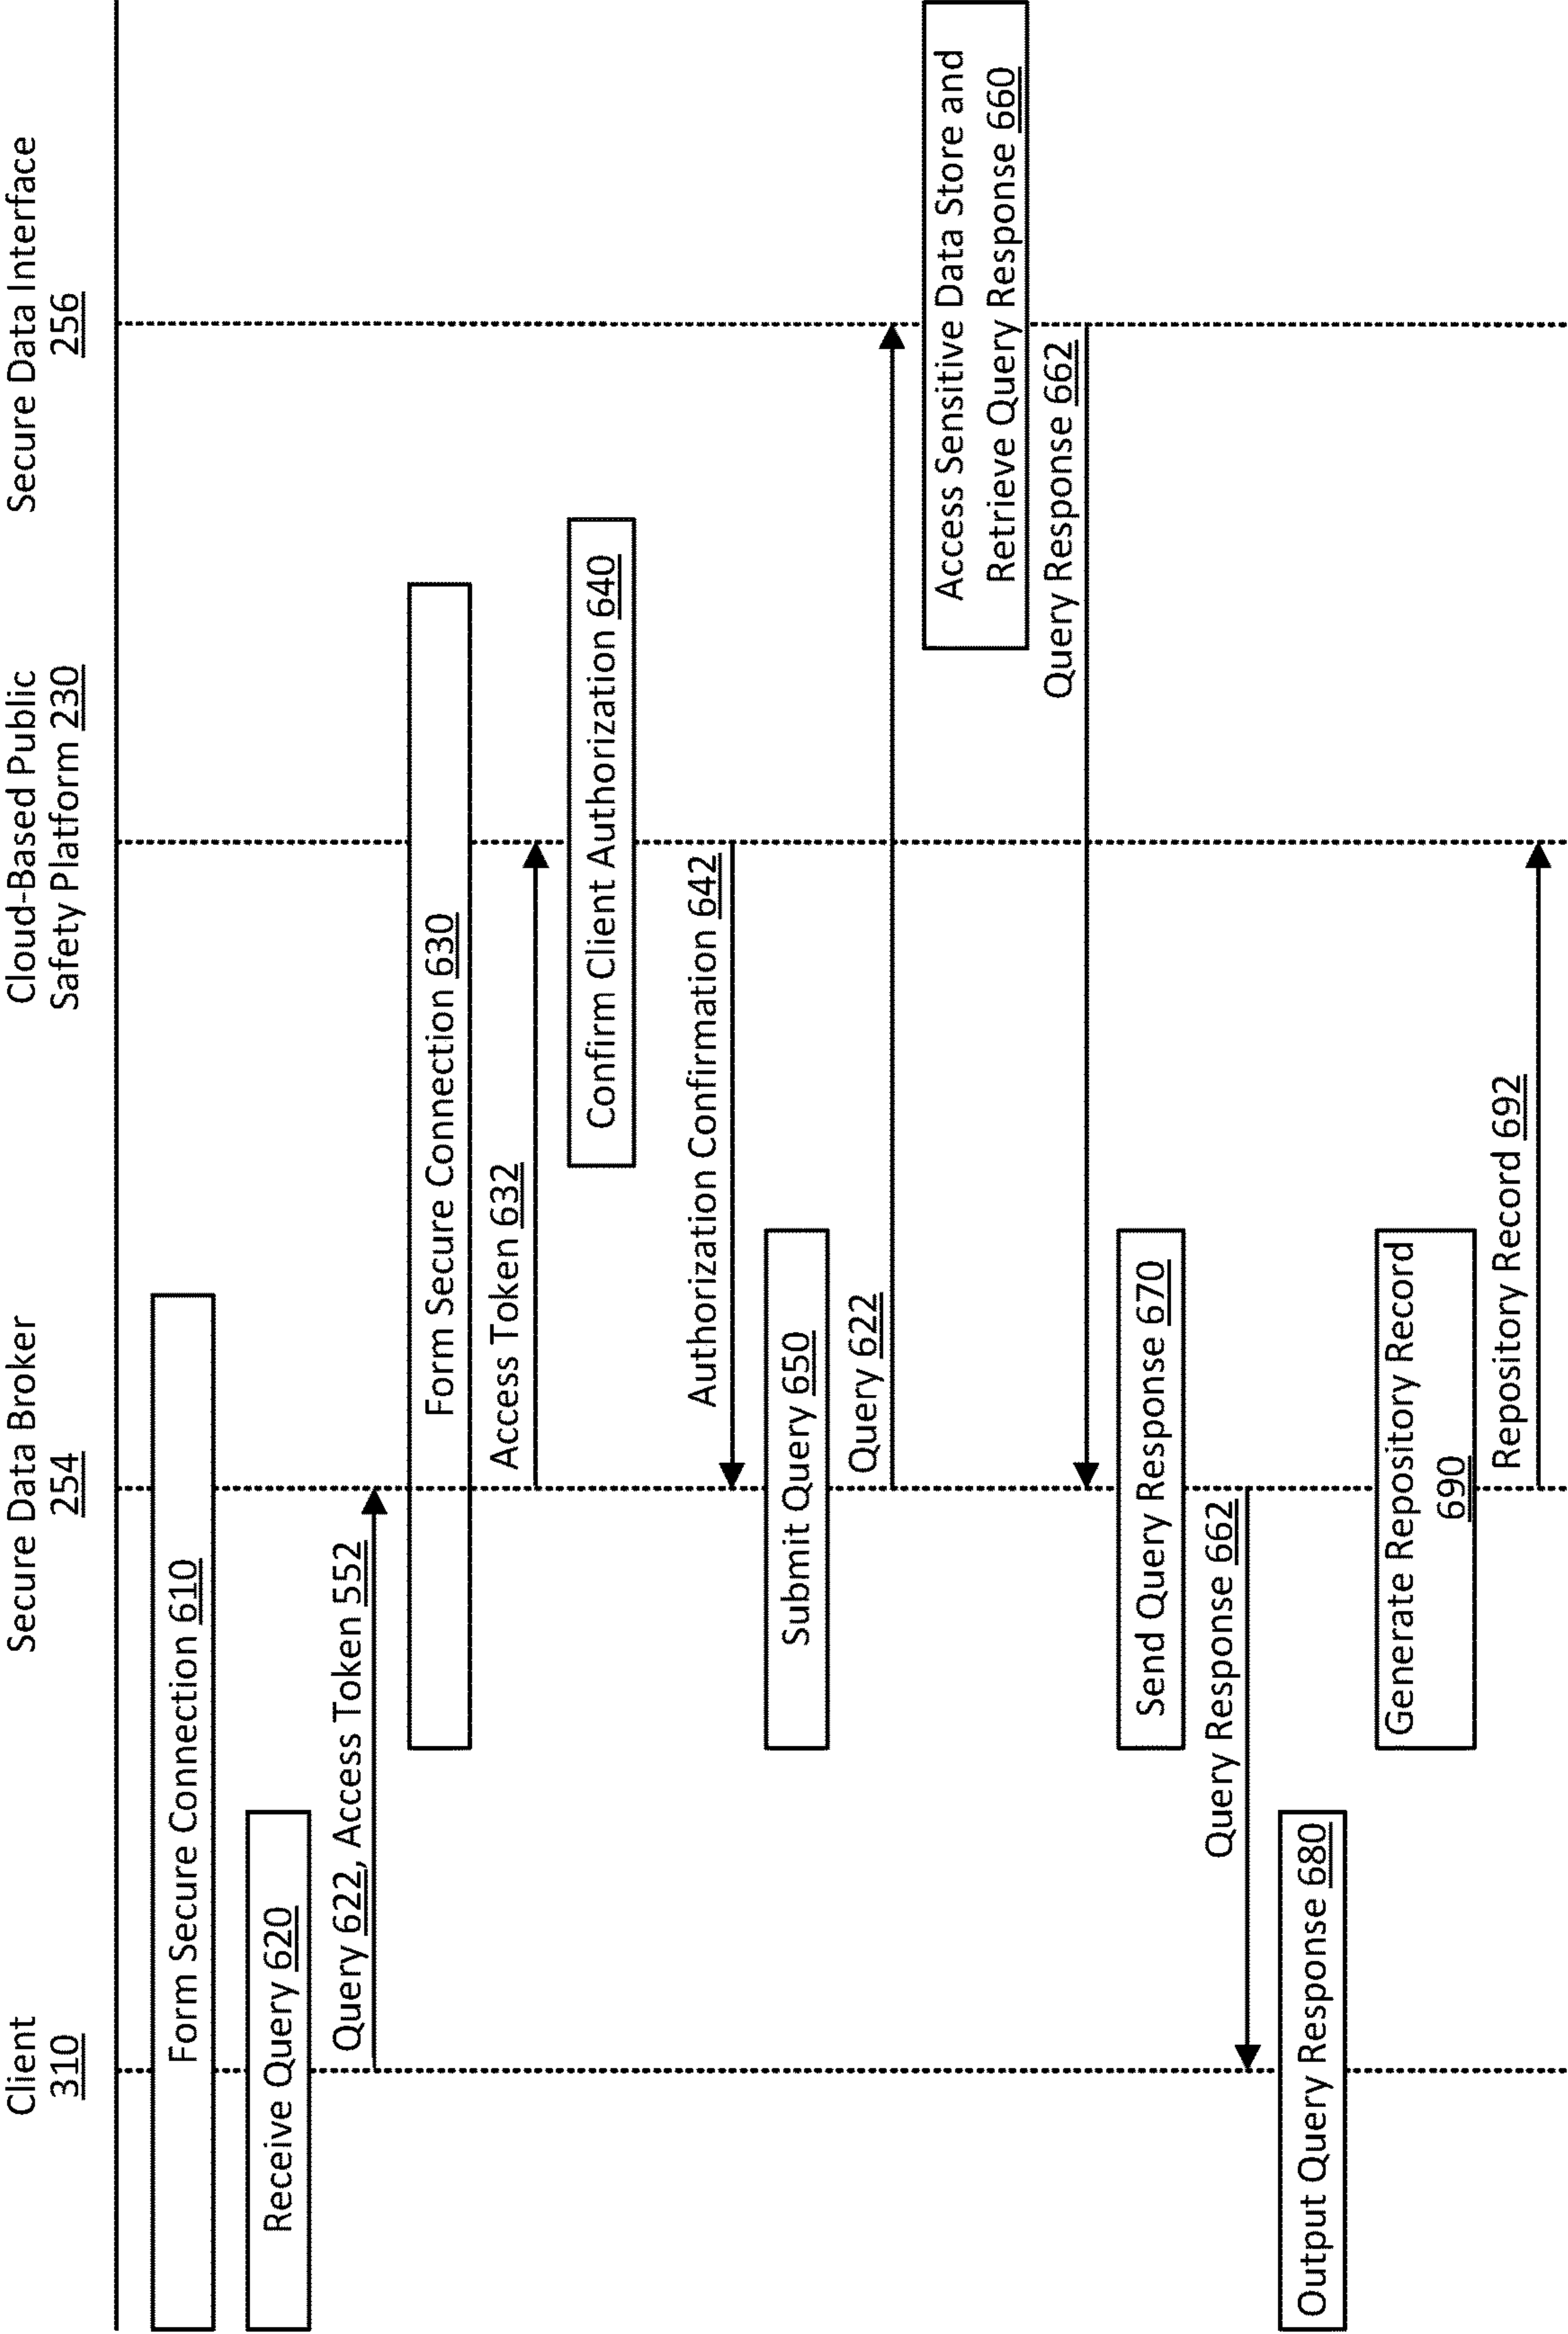 Client
310
Secure Data Broker
254
Cloud-Based Public
Safety Platform 230
Secure Data Interface
256
Form Secure Connection 610
Receive Query 620
Query 622, Access Token 552
Form Secure Connection 630
Access Token 632
Confirm Client Authorization 640
Authorization Confirmation 642
Submit Query 650
Query 622
Access Sensitive Data Store and
Retrieve Query Response 660
Query Response 662
Send Query Response 670
Query Response 662
Output Query Response 680
Generate Repository Record
690
Repository Record 692